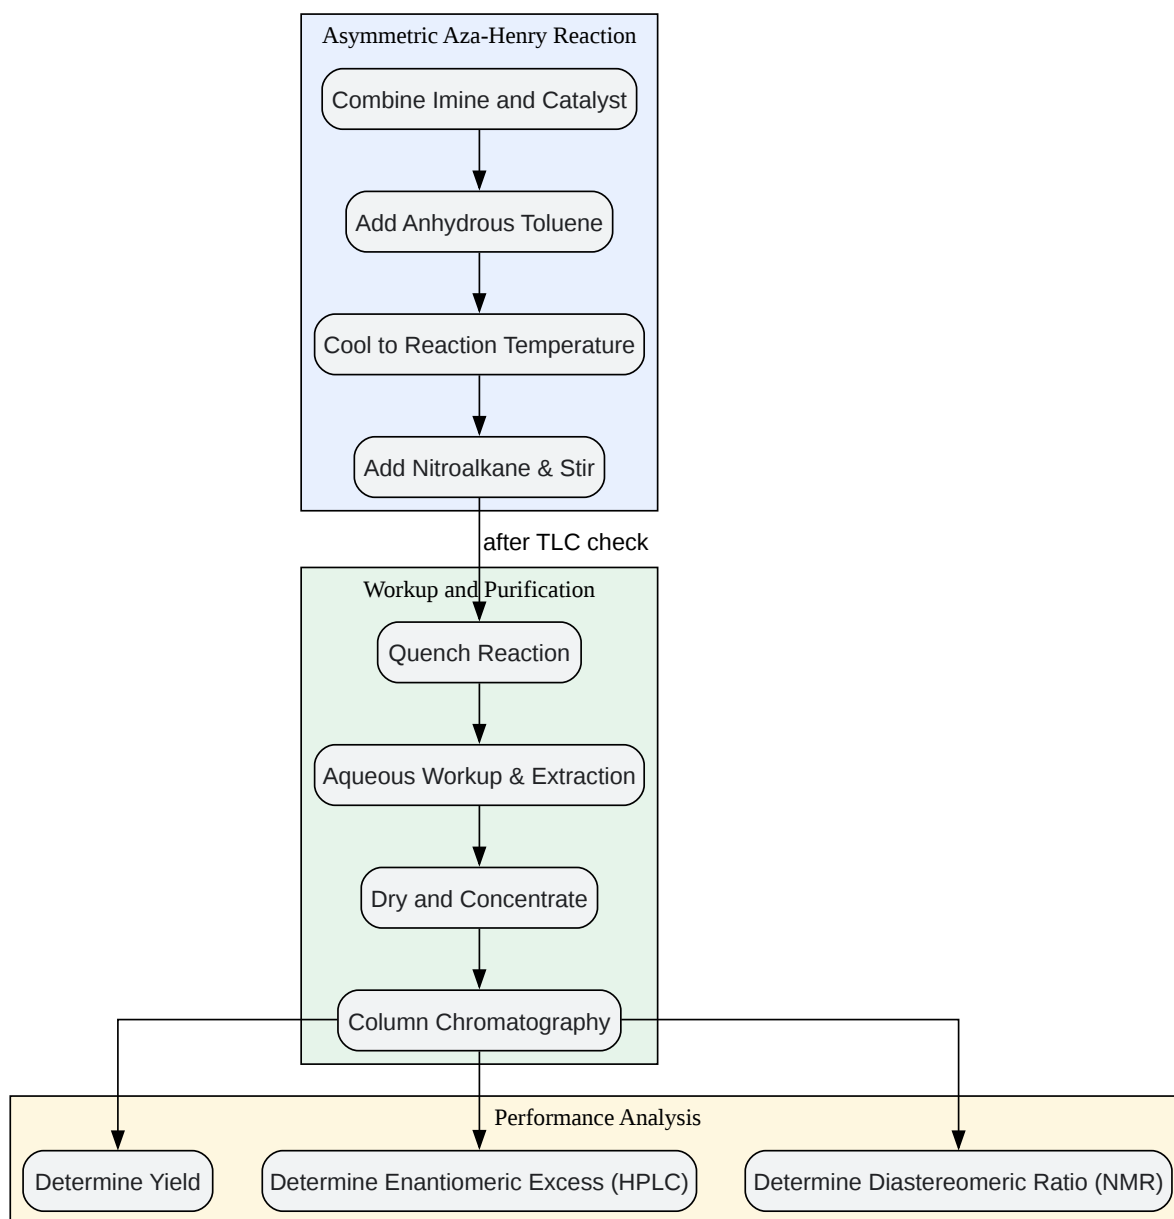 Asymmetric Aza-Henry Reaction
Combine Imine and Catalyst
Add Anhydrous Toluene
Cool to Reaction Temperature
Add Nitroalkane & Stir
after TLC check
Workup and Purification
Quench Reaction
Aqueous Workup & Extraction
Dry and Concentrate
Column Chromatography
Performance Analysis
Determine Yield
Determine Enantiomeric Excess (HPLC)
Determine Diastereomeric Ratio (NMR)